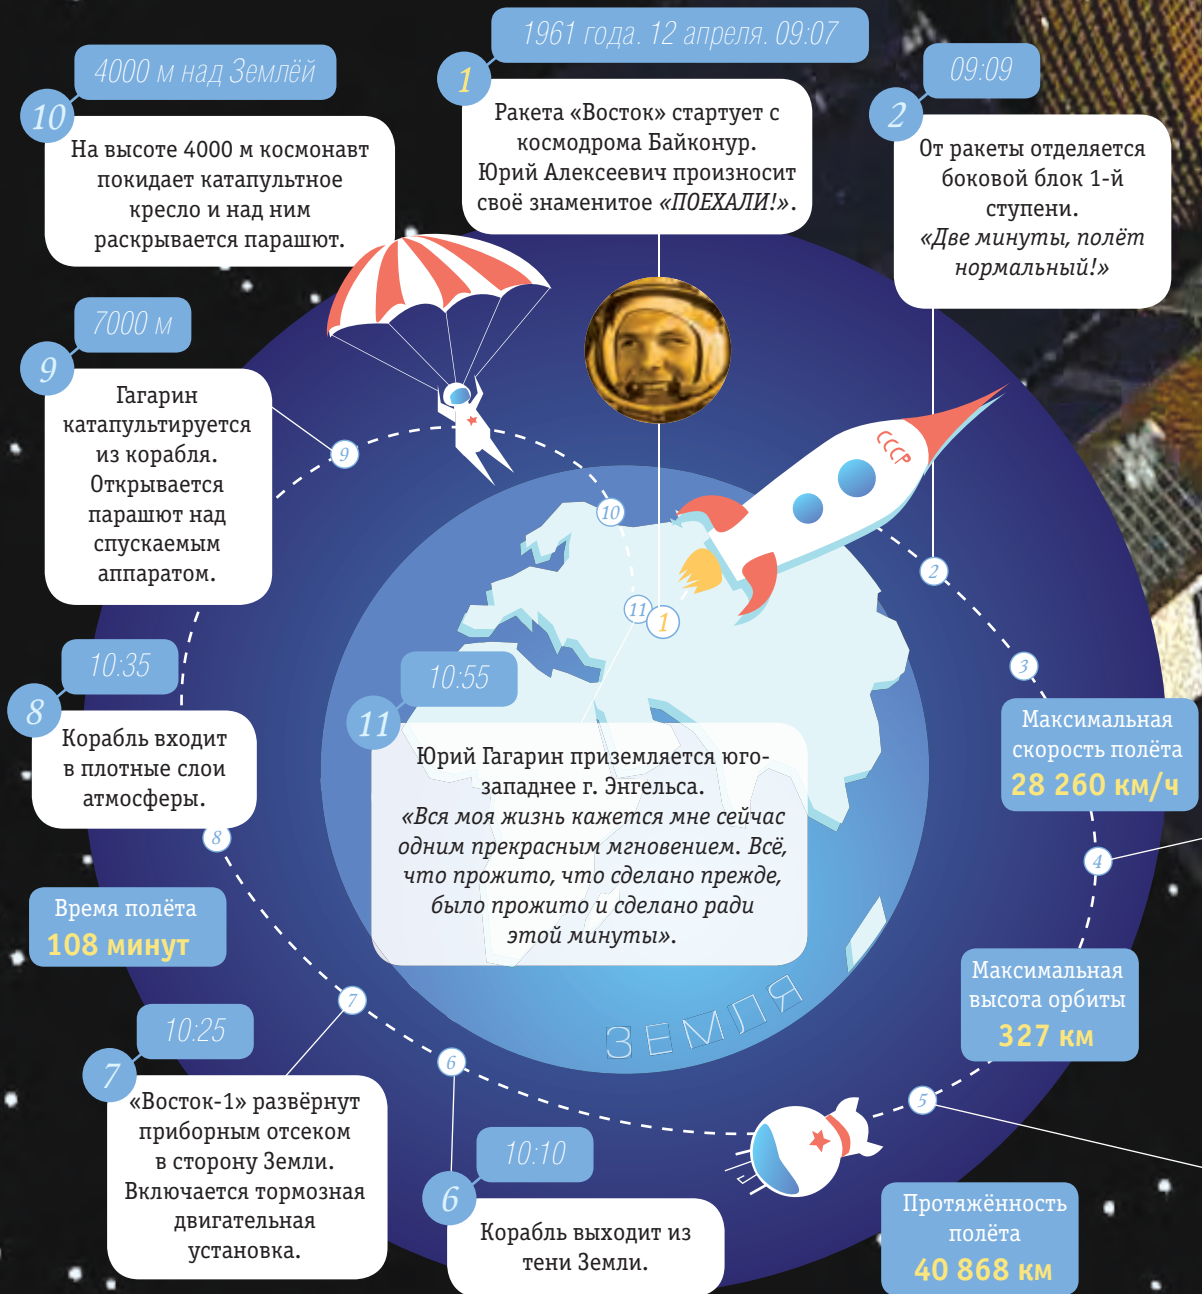 1961 года. 12 апреля. 09:07
1
Ракета «Восток» стартует с
космодрома Байконур.
Юрий Алексеевич произносит
своё знаменитое «ПОЕХАЛИ!».
09:09
2
От ракеты отделяется
боковой блок 1-й
ступени.
«Две минуты, полёт
нормальный!»
4000 м над Землёй
10
На высоте 4000 м космонавт
покидает катапультное
кресло и над ним
раскрывается парашют.
7000 м
9
Гагарин
катапультируется
из корабля.
Открывается
парашют над
спускаемым
аппаратом.
СССР
9
10
11
1
2
3
10:35
8
Корабль входит
в плотные слои
атмосферы.
8
10:55
11
Юрий Гагарин приземляется юго-
западнее г. Энгельса.
«Вся моя жизнь кажется мне сейчас
одним прекрасным мгновением. Всё,
что прожито, что сделано прежде,
было прожито и сделано ради
этой минуты».
Максимальная
скорость полёта
28 260 км/ч
4
Время полёта
108 минут
Максимальная
высота орбиты
327 км
ЗЕМЛЯ
7
6
5
10:25
7
«Восток-1» развёрнут
приборным отсеком
в сторону Земли.
Включается тормозная
двигательная
установка.
10:10
6
Корабль выходит из
тени Земли.
Протяжённость
полёта
40 868 км